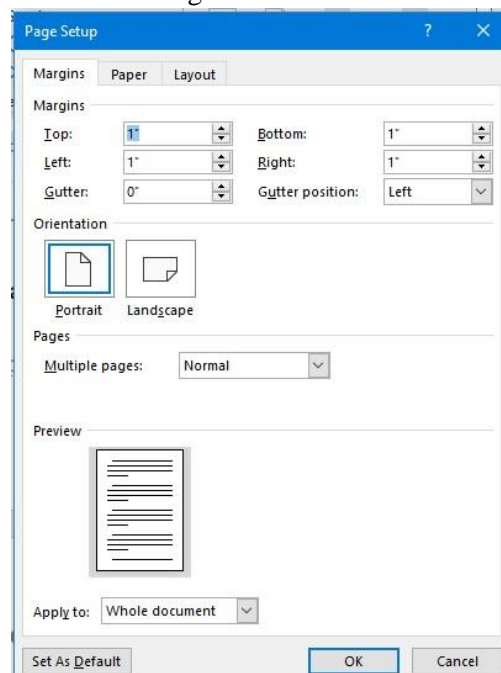 Page Setup ? ×
Margins Paper Layout
Margins
Top: 1" Bottom: 1"
Left: 1" Right: 1"
Gutter: 0" Gutter position: Left
Orientation
Portrait Landscape
Pages
Multiple pages: Normal
Preview
Apply to: Whole document
Set As Default OK Cancel